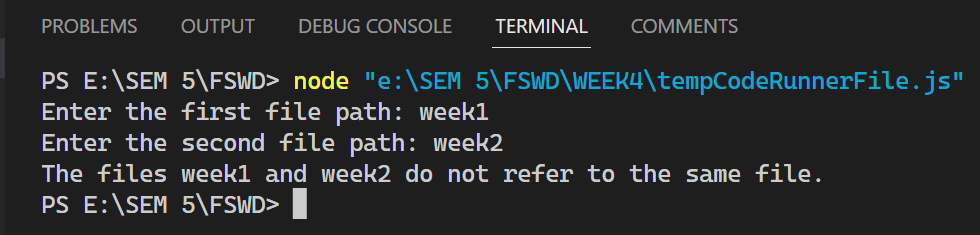 PROBLEMS OUTPUT DEBUG CONSOLE TERMINAL COMMENTS
PS E:\SEM 5\FSWD> node "e:\SEM 5\FSWD\WEEK4\tempCodeRunnerFile.js"
Enter the first file path: week1
Enter the second file path: week2
The files week1 and week2 do not refer to the same file.
PS E:\SEM 5\FSWD>